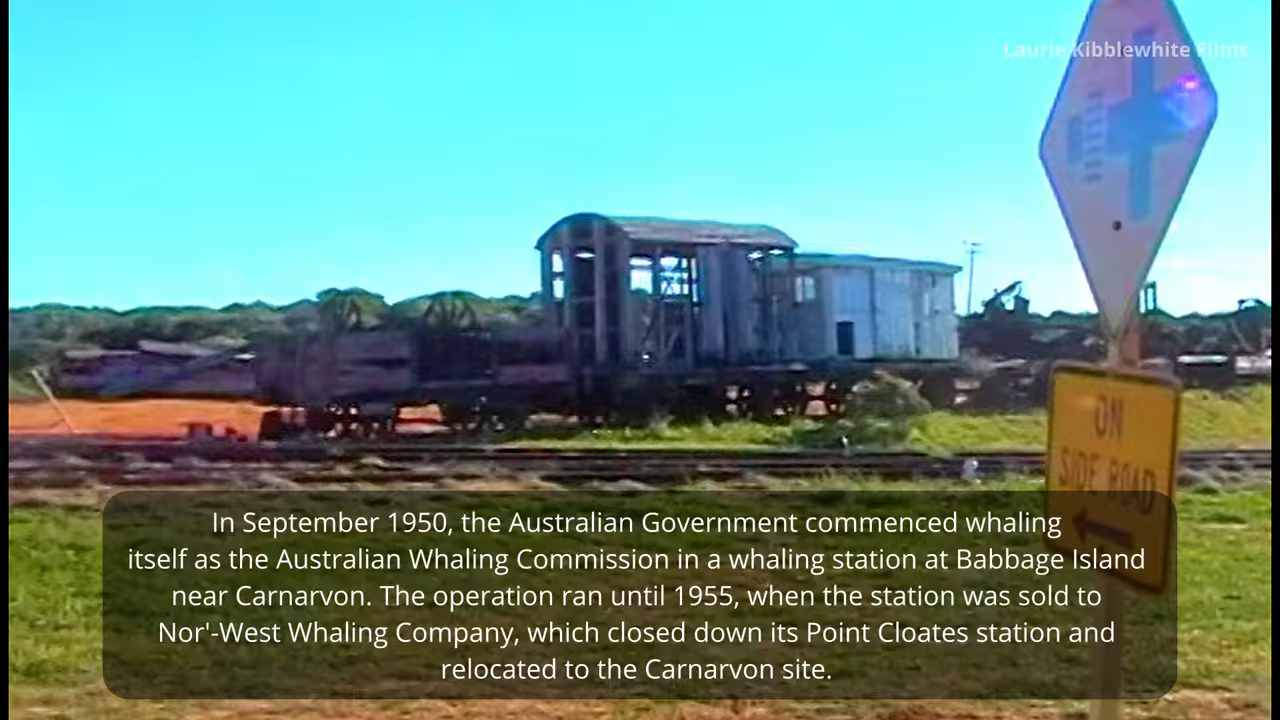 Laurie Kibblewhite Films
ON
SIDE ROAD
In September 1950, the Australian Government commenced whaling
itself as the Australian Whaling Commission in a whaling station at Babbage Island
near Carnarvon. The operation ran until 1955, when the station was sold to
Nor'-West Whaling Company, which closed down its Point Cloates station and
relocated to the Carnarvon site.